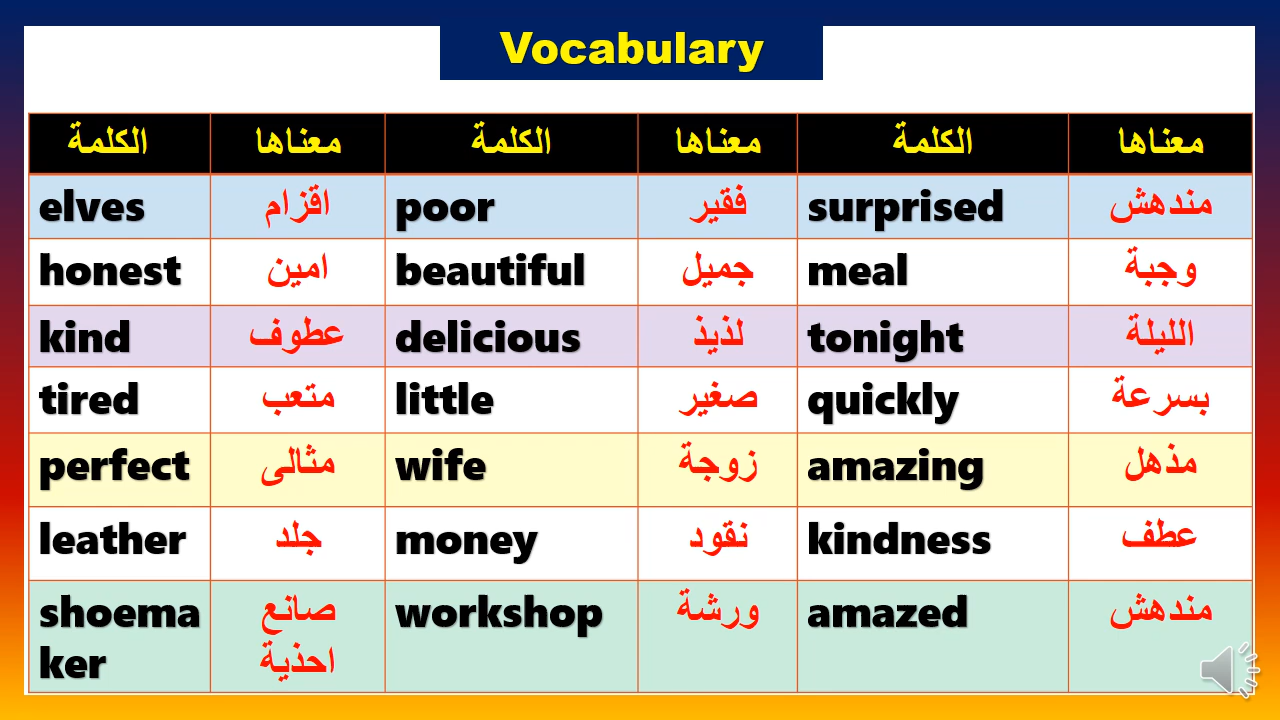 Vocabulary
الكلمة معناها الكلمة معناها الكلمة معناها
elves اقزام poor فقير surprised مندهش
honest امين beautiful جميل meal وجبة
kind عطوف delicious لذيذ tonight الليلة
tired متعب little صغير quickly بسرعة
perfect مثالى wife زوجة amazing مذهل
leather جلد money نقود kindness عطف
shoema صانع workshop ورشة amazed مندهش
ker احذية